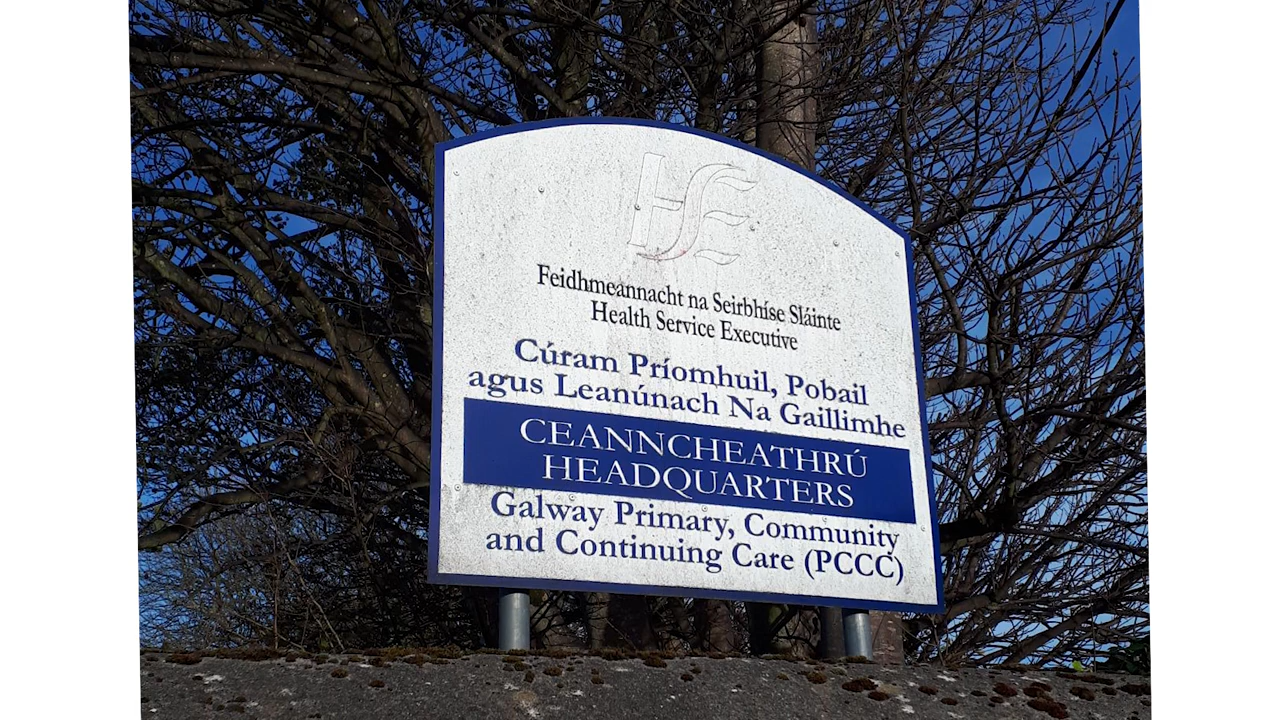 HSE
Feidhmeannacht na Seirbhíse Sláinte
Health Service Executive
Cúram Príomhuil, Pobail
agus Leanúnach Na Gaillimhe
CEANNCHEATHRÚ
HEADQUARTERS
Galway Primary, Community
and Continuing Care (PCCC)